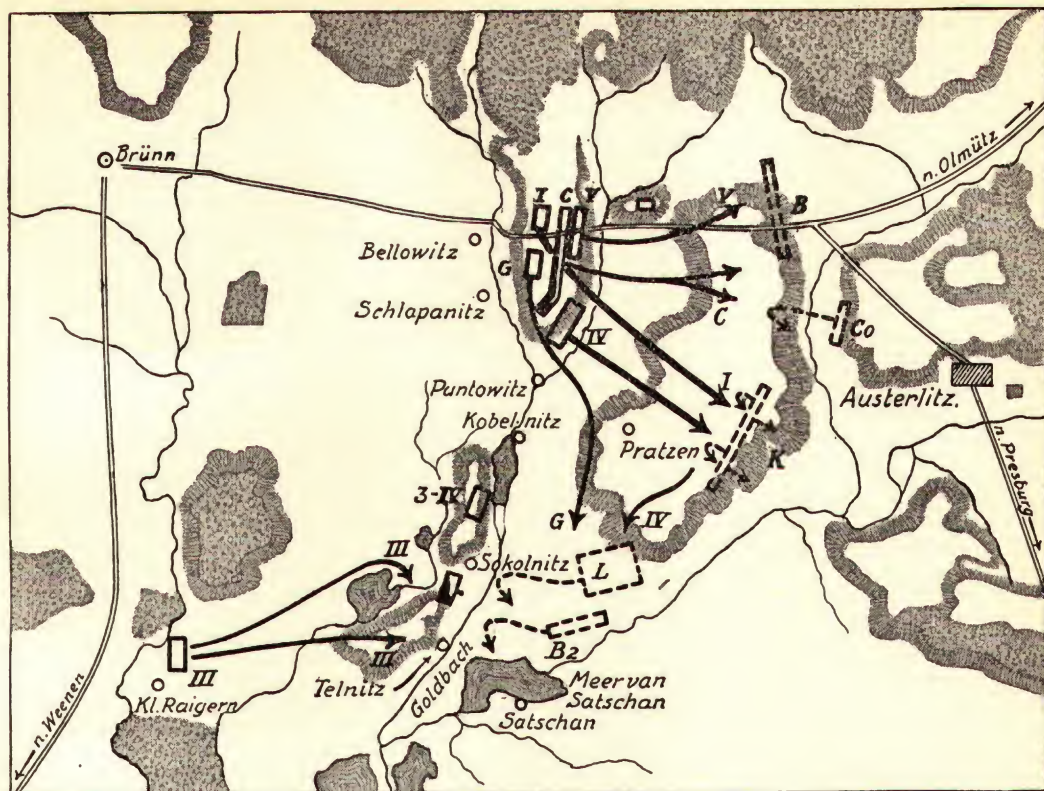 Brünn
n. Olmütz
I C V
V
B
Bellowitz
G
Schlapanitz
C
Co
IV
Puntowitz
I
Austerlitz.
Kobelnitz
Pratzen
K
n. Presburg
3-IV
G
IV
III
Sokolnitz
L
III
B2
III
Telnitz
Goldbach
Meer van
Satschan
Kl. Raigern
Satschan
n. Weenen